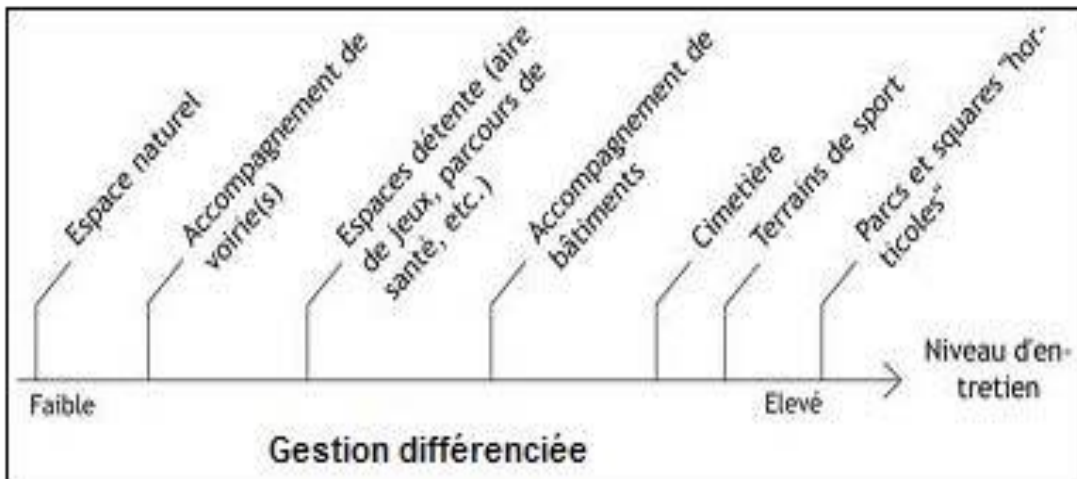 Espace naturel
Accompagnement de
voirie(s)
Espaces détente (aire
de jeux, parcours de
santé, etc.)
Accompagnement de
bâtiments
Cimetière
Terrains de sport
Parcs et squares "hor-
ticoles"
Niveau d'en-
tretien
Faible
Elevé
Gestion différenciée